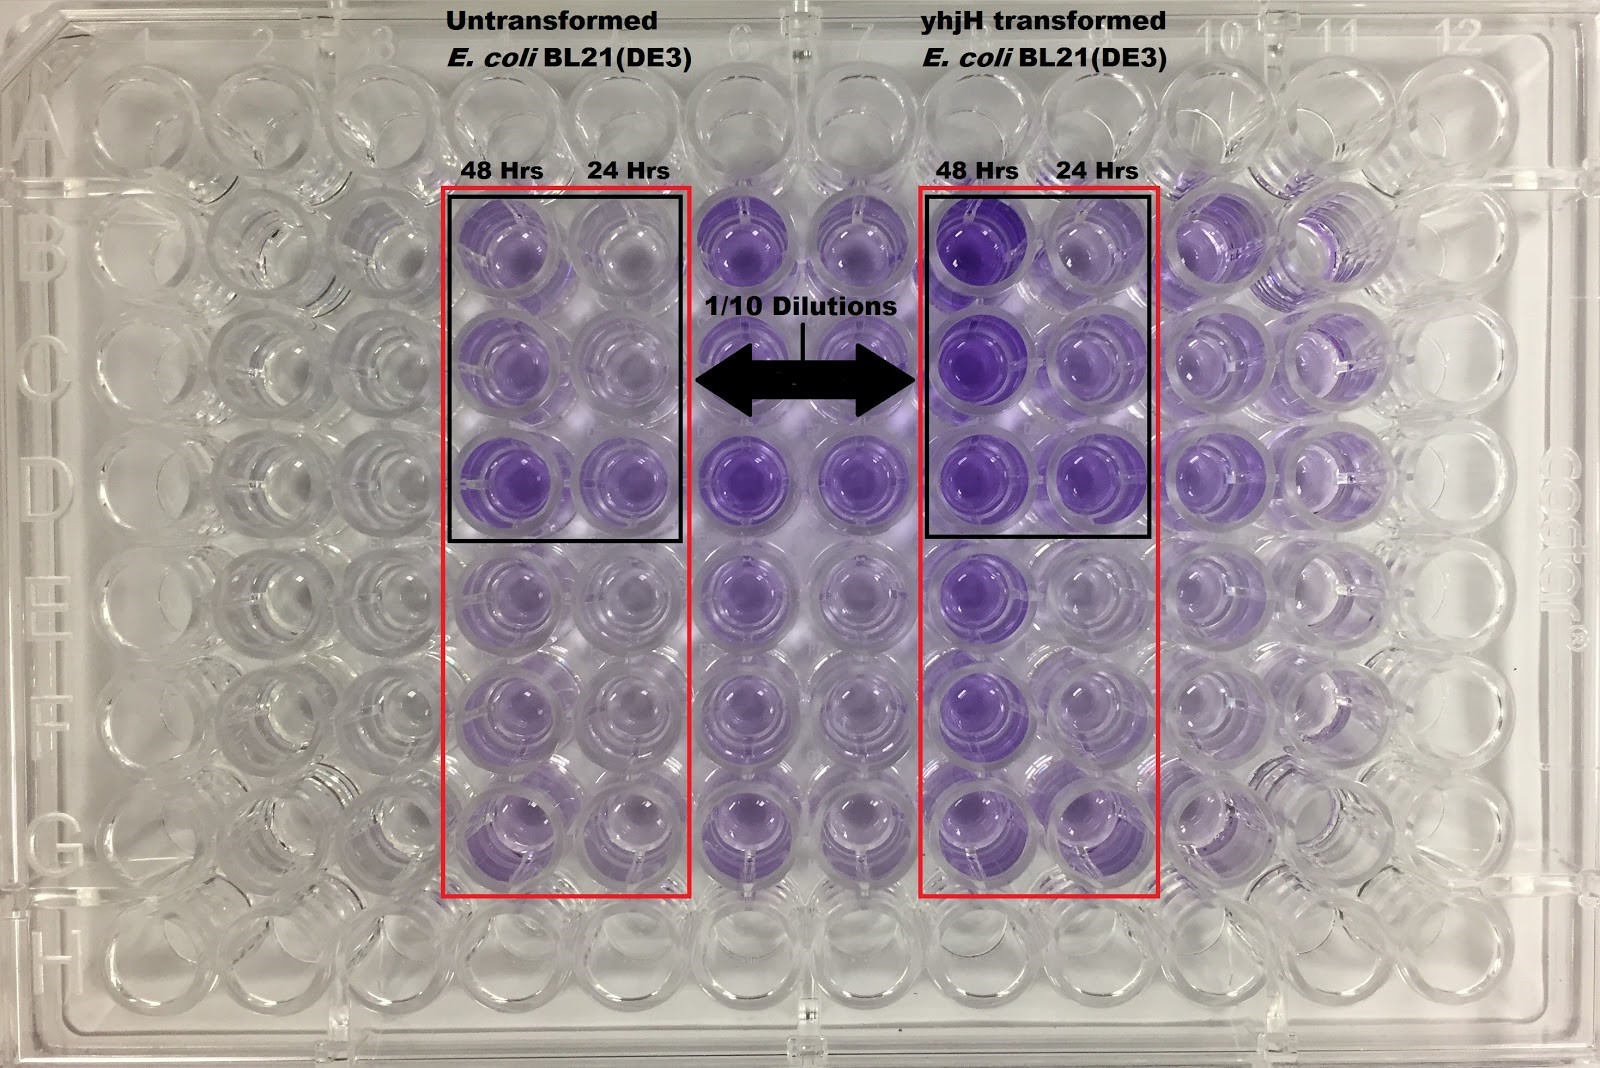 Untransformed
E. coli BL21(DE3)
yhjH transformed
E. coli BL21(DE3)
1 2 3 6 7 10 11 12
A
48 Hrs 24 Hrs
48 Hrs 24 Hrs
B
1/10 Dilutions
C
D
E
F
G
H
costar®